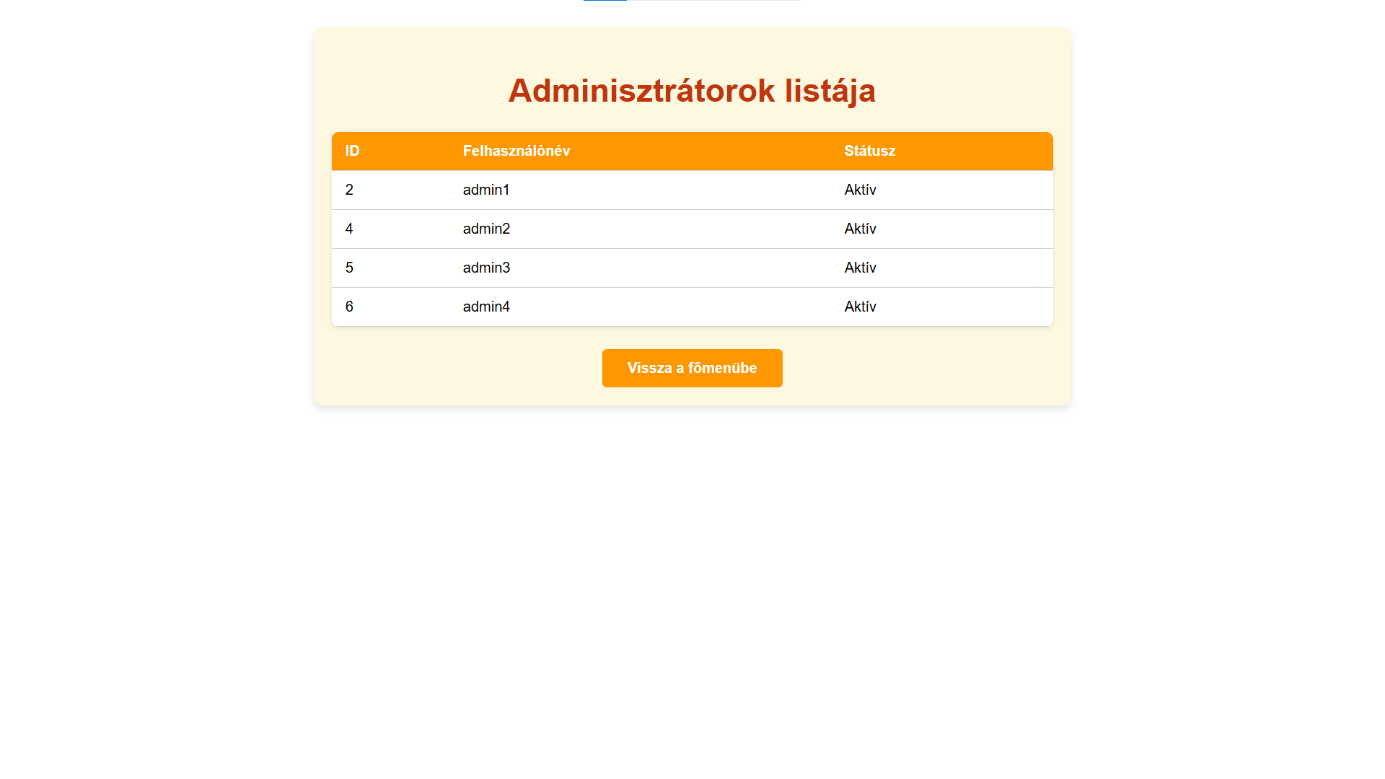 Adminisztrátorok listája
ID Felhasználónév Státusz
2 admin1 Aktív
4 admin2 Aktív
5 admin3 Aktív
6 admin4 Aktív
Vissza a főmenübe